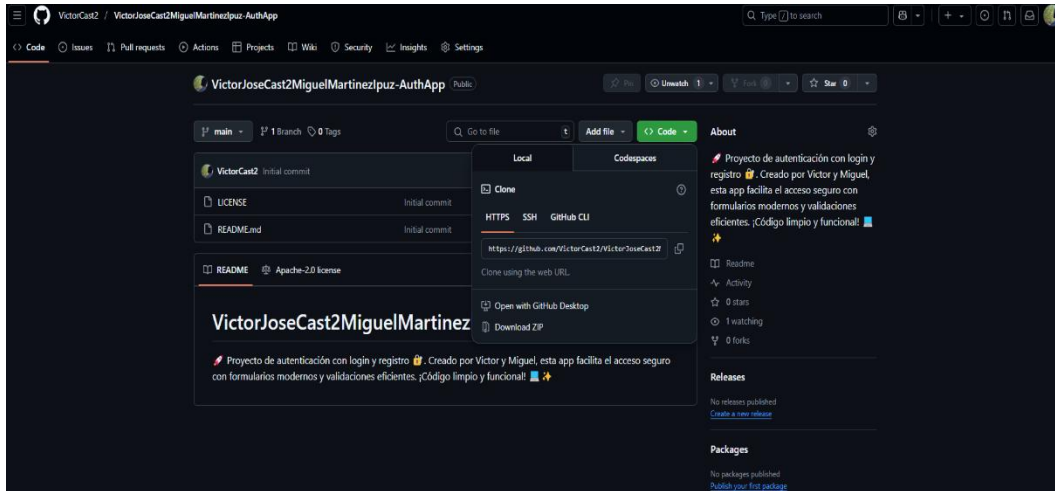 VictorCast2 / VictorJoseCast2MiguelMartinezIpuz-AuthApp
Type / to search
Code Issues Pull requests Actions Projects Wiki Security Insights Settings
VictorJoseCast2MiguelMartinezIpuz-AuthApp Public
Pin Unwatch 1 Fork 0 Star 0
main 1 Branch 0 Tags
Go to file t Add file Code
VictorCast2 Initial commit
LICENSE Initial commit
README.md Initial commit
README Apache-2.0 license
VictorJoseCast2MiguelMartinez
🚀 Proyecto de autenticación con login y registro 🔐. Creado por Victor y Miguel, esta app facilita el acceso seguro
con formularios modernos y validaciones eficientes. ¡Código limpio y funcional! 💻✨
Local Codespaces
Clone
HTTPS SSH GitHub CLI
https://github.com/VictorCast2/VictorJoseCast2M
Clone using the web URL.
Open with GitHub Desktop
Download ZIP
About
🚀 Proyecto de autenticación con login y
registro 🔐. Creado por Victor y Miguel,
esta app facilita el acceso seguro con
formularios modernos y validaciones
eficientes. ¡Código limpio y funcional! 💻
✨
Readme
Activity
0 stars
1 watching
0 forks
Releases
No releases published
Create a new release
Packages
No packages published
Publish your first package